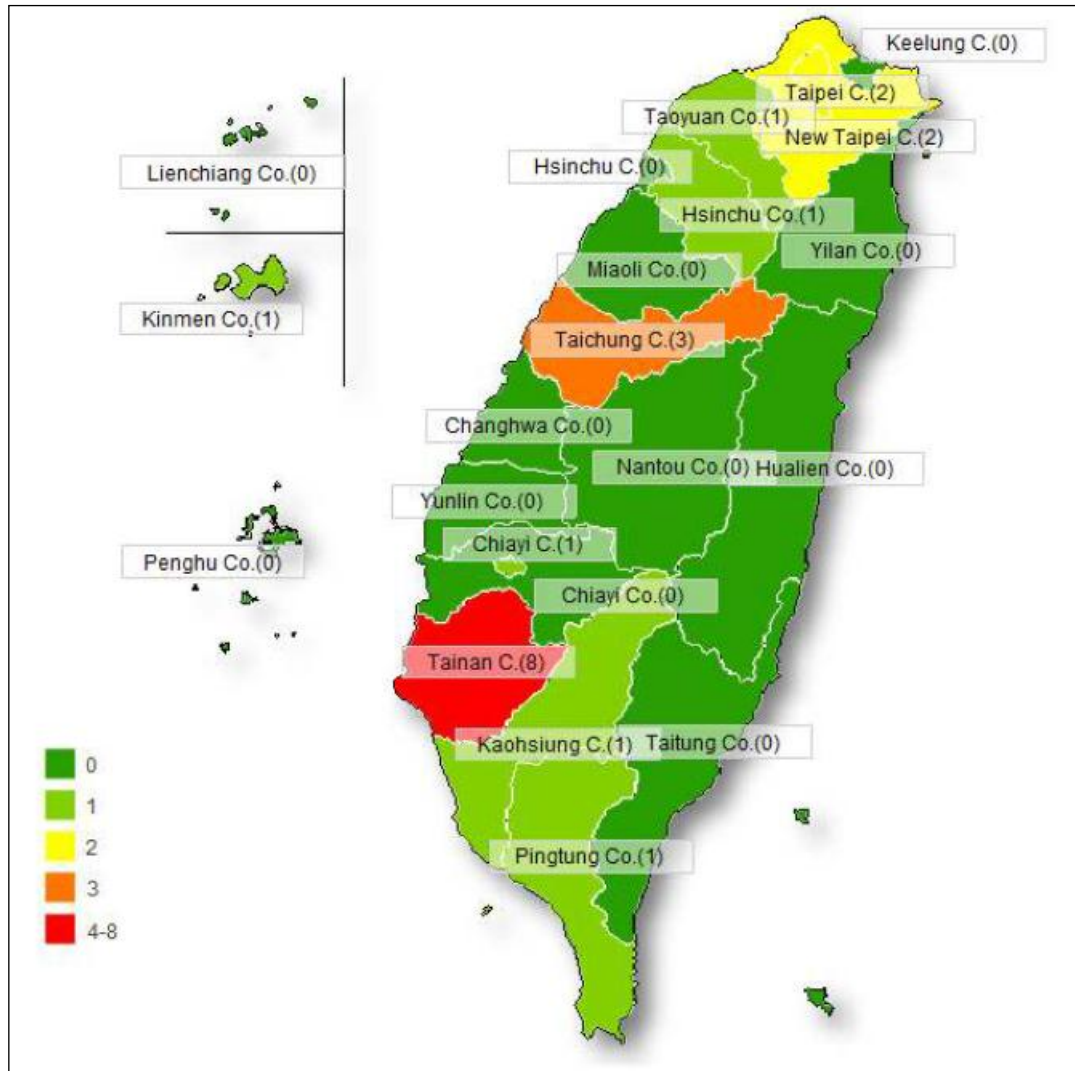 Keelung C.(0)
Taipei C.(2)
Taoyuan Co.(1)
New Taipei C.(2)
Hsinchu C.(0)
Lienchiang Co.(0)
Hsinchu Co.(1)
Yilan Co.(0)
Miaoli Co.(0)
Kinmen Co.(1)
Taichung C.(3)
Changhwa Co.(0)
Nantou Co.(0)
Hualien Co.(0)
Yunlin Co.(0)
Chiayi C.(1)
Penghu Co.(0)
Chiayi Co.(0)
Tainan C.(8)
Kaohsiung C.(1)
Taitung Co.(0)
Pingtung Co.(1)
0
1
2
3
4-8